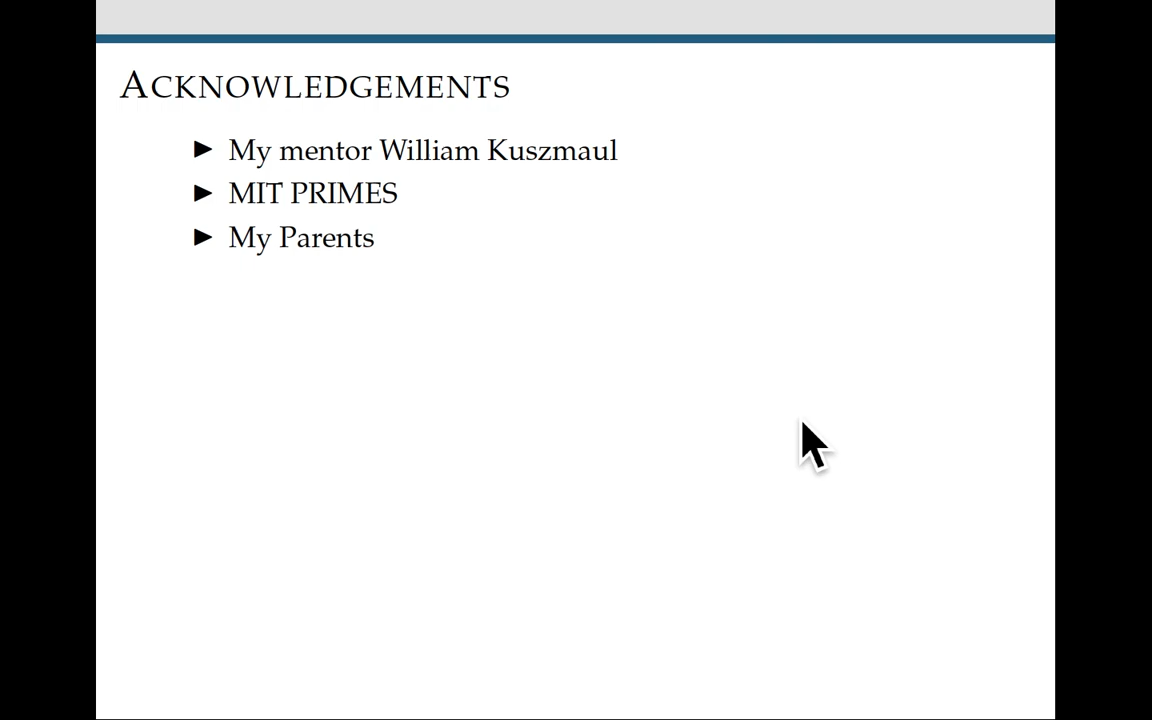 ACKNOWLEDGEMENTS
▶ My mentor William Kuszmaul
▶ MIT PRIMES
▶ My Parents